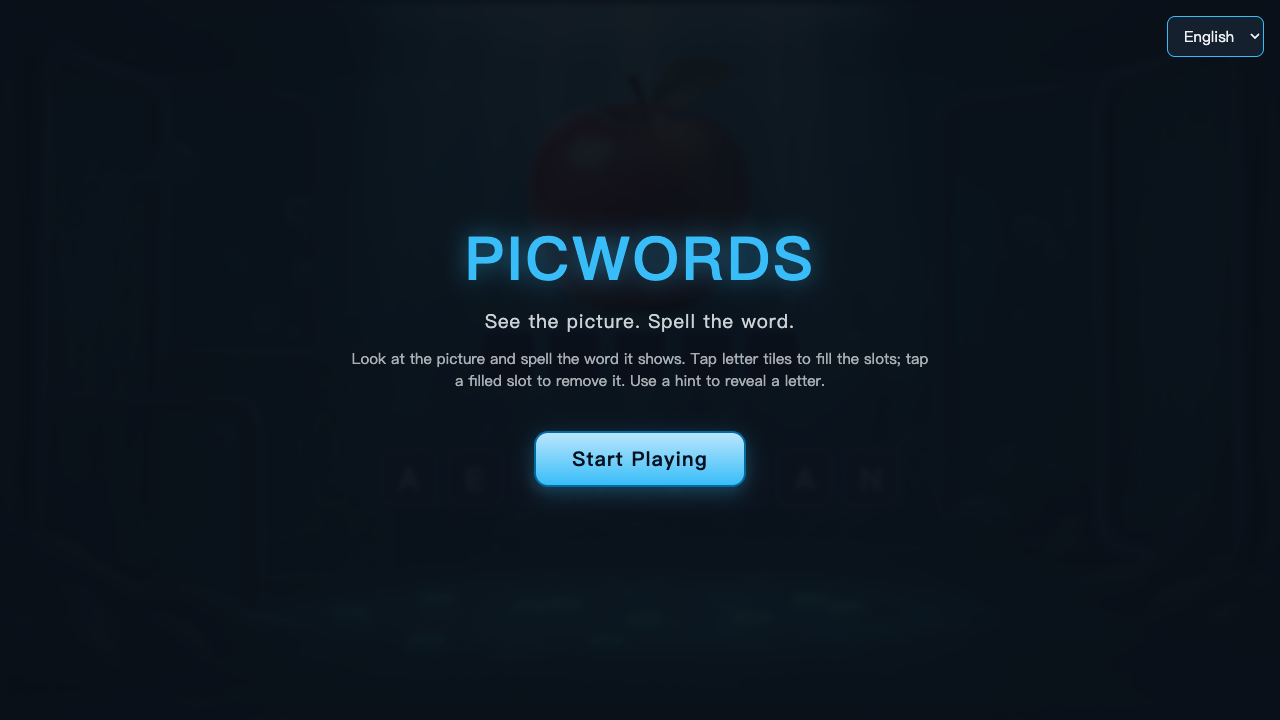 English
PICWORDS
See the picture. Spell the word.
Look at the picture and spell the word it shows. Tap letter tiles to fill the slots; tap
a filled slot to remove it. Use a hint to reveal a letter.
Start Playing
A E A N